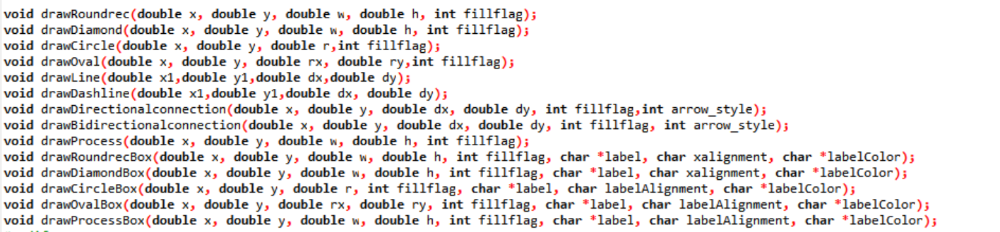 void drawRoundrec(double x, double y, double w, double h, int fillflag);
void drawDiamond(double x, double y, double w, double h, int fillflag);
void drawCircle(double x, double y, double r,int fillflag);
void drawOval(double x, double y, double rx, double ry,int fillflag);
void drawLine(double x1,double y1,double dx,double dy);
void drawDashline(double x1,double y1,double dx, double dy);
void drawDirectionalconnection(double x, double y, double dx, double dy, int fillflag,int arrow_style);
void drawBidirectionalconnection(double x, double y, double dx, double dy, int fillflag, int arrow_style);
void drawProcess(double x, double y, double w, double h, int fillflag);
void drawRoundrecBox(double x, double y, double w, double h, int fillflag, char *label, char xalignment, char *labelColor);
void drawDiamondBox(double x, double y, double w, double h, int fillflag, char *label, char xalignment, char *labelColor);
void drawCircleBox(double x, double y, double r, int fillflag, char *label, char labelAlignment, char *labelColor);
void drawOvalBox(double x, double y, double rx, double ry, int fillflag, char *label, char labelAlignment, char *labelColor);
void drawProcessBox(double x, double y, double w, double h, int fillflag, char *label, char labelAlignment, char *labelColor);